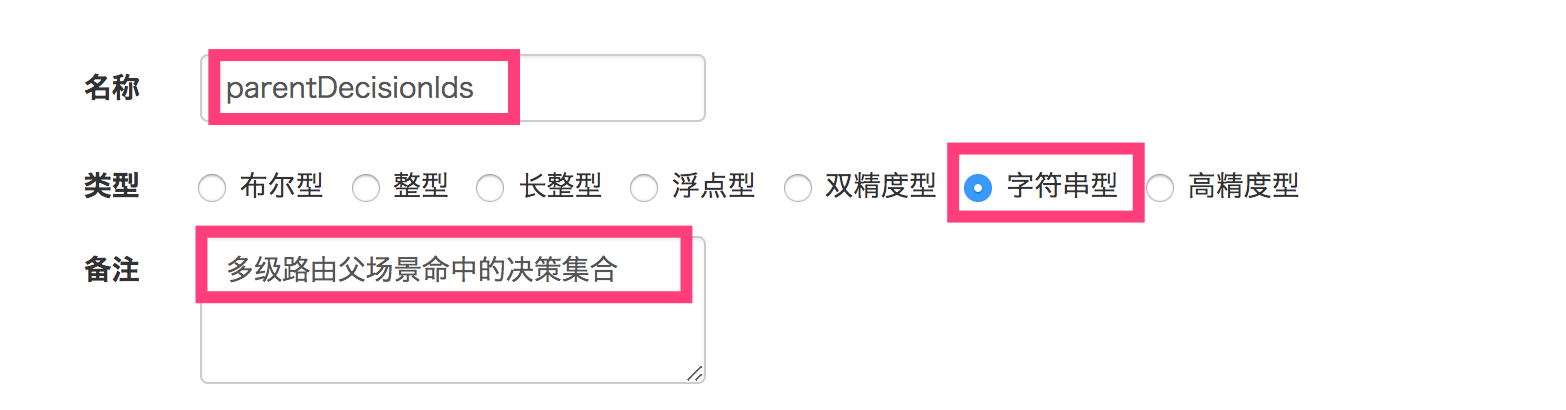 名称 parentDecisionIds
类型 布尔型 整型 长整型 浮点型 双精度型 字符串型 高精度型
备注 多级路由父场景命中的决策集合